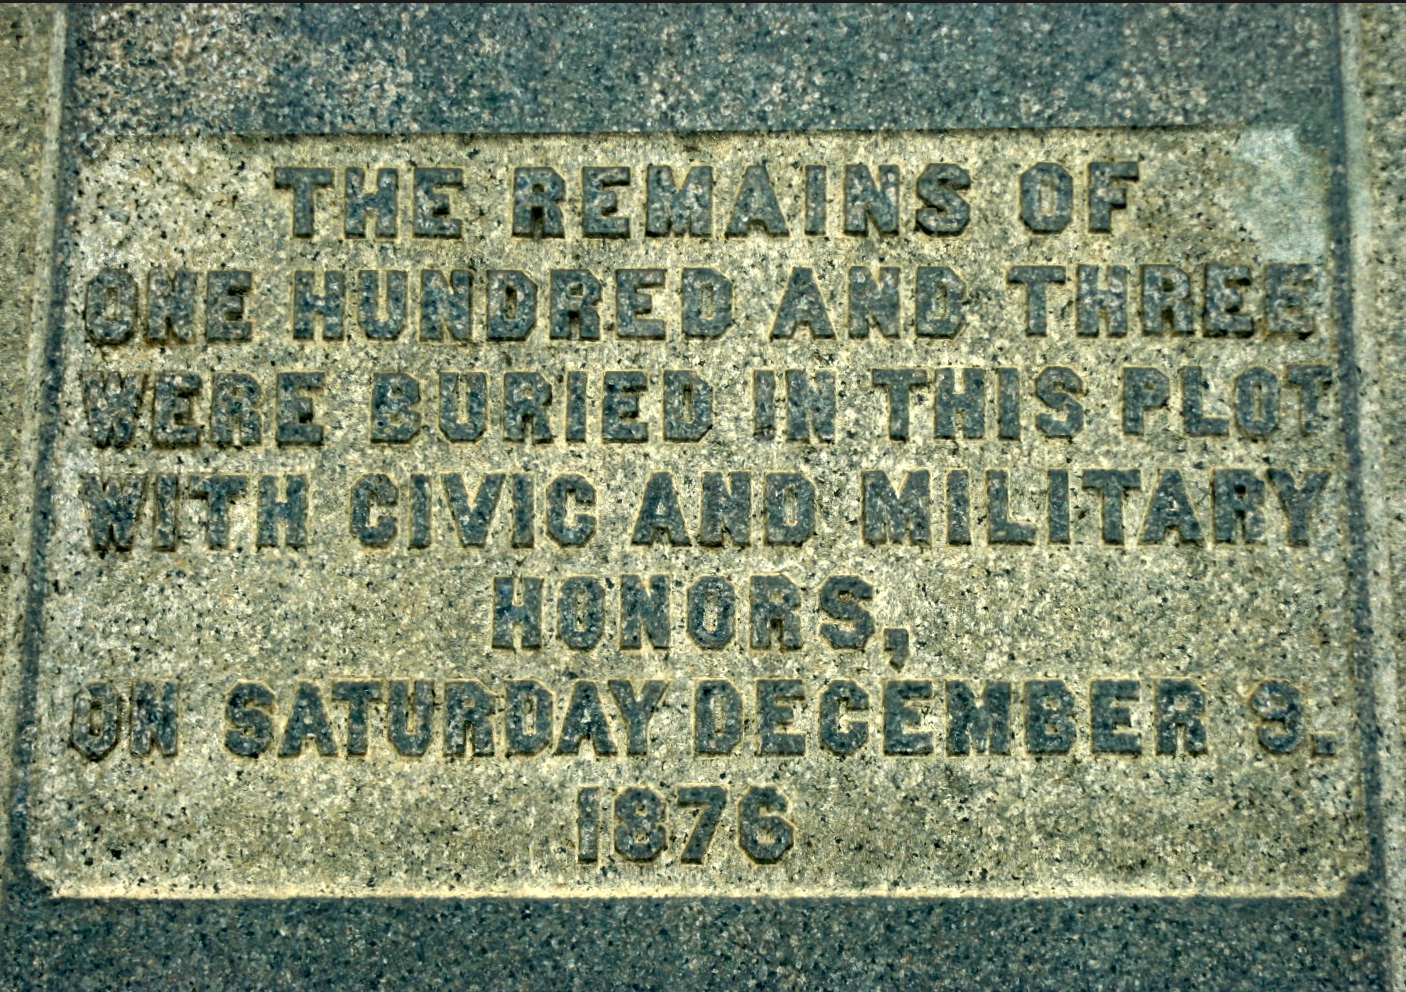 THE REMAINS OF
ONE HUNDRED AND THREE
WERE BURIED IN THIS PLOT
WITH CIVIC AND MILITARY
HONORS,
ON SATURDAY DECEMBER 9.
1876